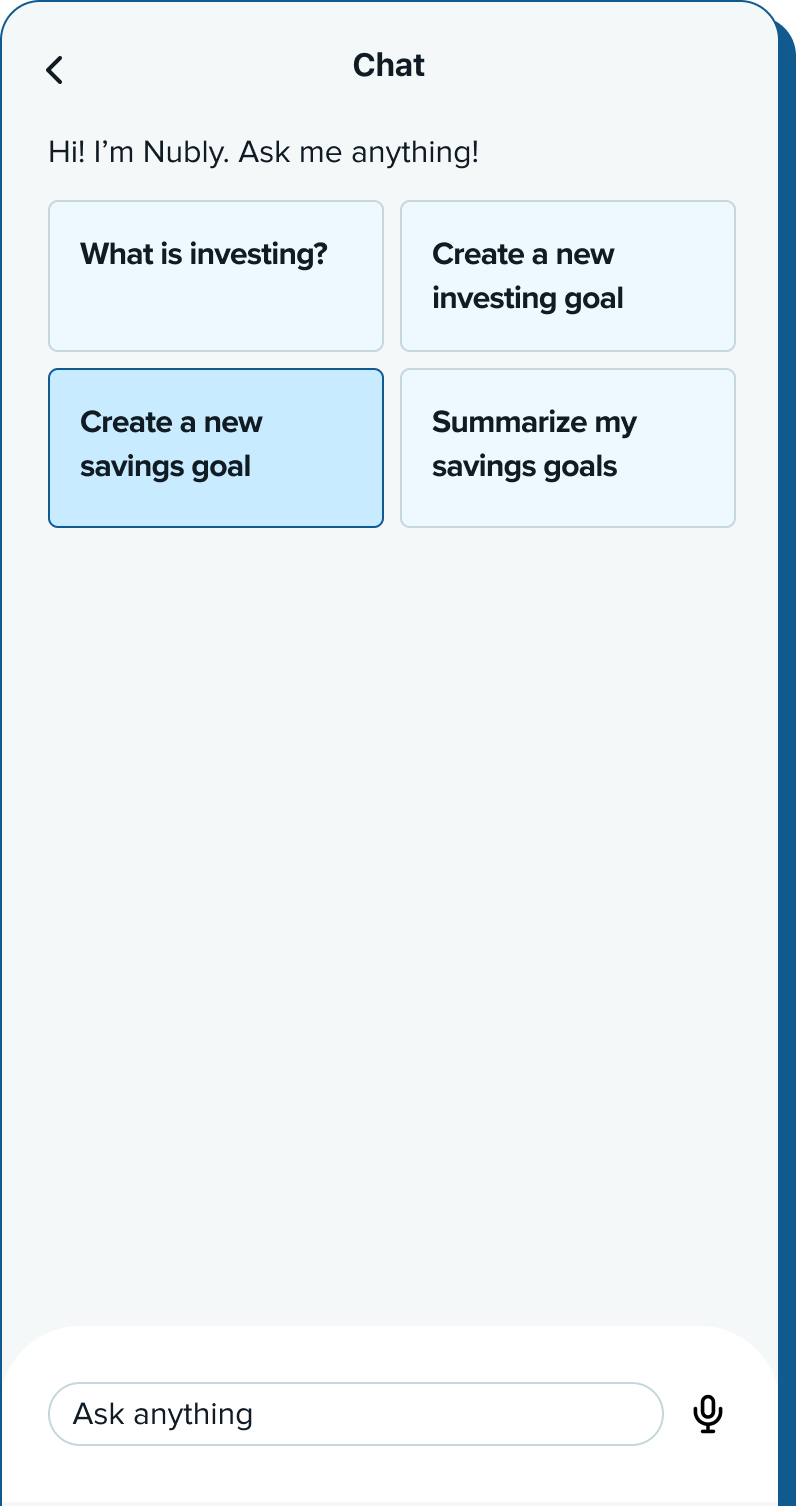 Chat
Hi! I’m Nubly. Ask me anything!
What is investing?
Create a new
investing goal
Create a new
savings goal
Summarize my
savings goals
Ask anything